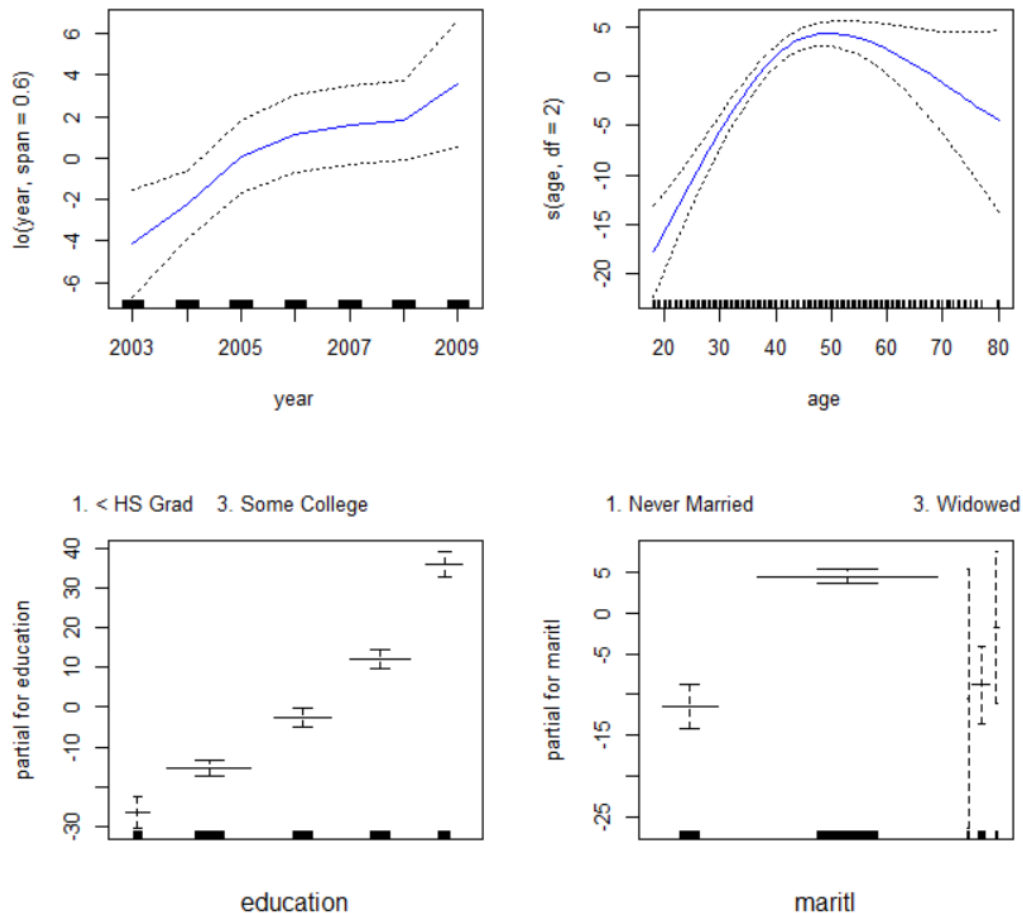 lo(year, span = 0.6)
6
4
2
0
-2
-4
-6
2003 2005 2007 2009
year
s(age, df = 2)
5
0
-5
-10
-15
-20
20 30 40 50 60 70 80
age
1. < HS Grad 3. Some College
partial for education
40
30
20
10
0
-10
-30
education
1. Never Married 3. Widowed
partial for maritl
5
0
-5
-15
-25
maritl